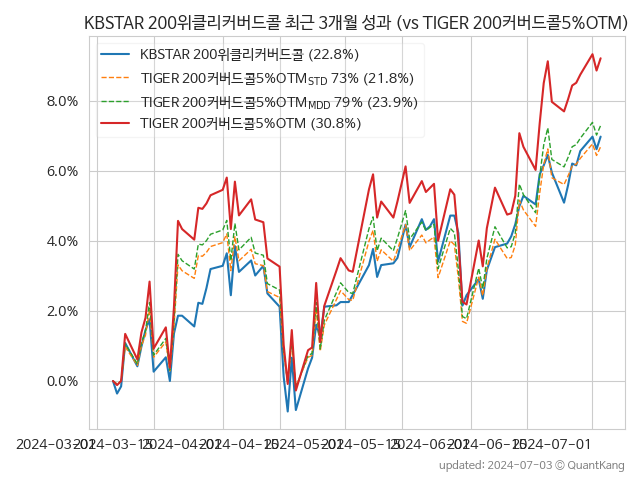 KBSTAR 200위클리커버드콜 최근 3개월 성과 (vs TIGER 200커버드콜5%OTM)
KBSTAR 200위클리커버드콜 (22.8%)
TIGER 200커버드콜5%OTM_STD 73% (21.8%)
TIGER 200커버드콜5%OTM_MDD 79% (23.9%)
TIGER 200커버드콜5%OTM (30.8%)
8.0%
6.0%
4.0%
2.0%
0.0%
2024-03-01 2024-03-15 2024-04-01 2024-04-15 2024-05-01 2024-05-15 2024-06-01 2024-06-15 2024-07-01
updated: 2024-07-03 © QuantKang